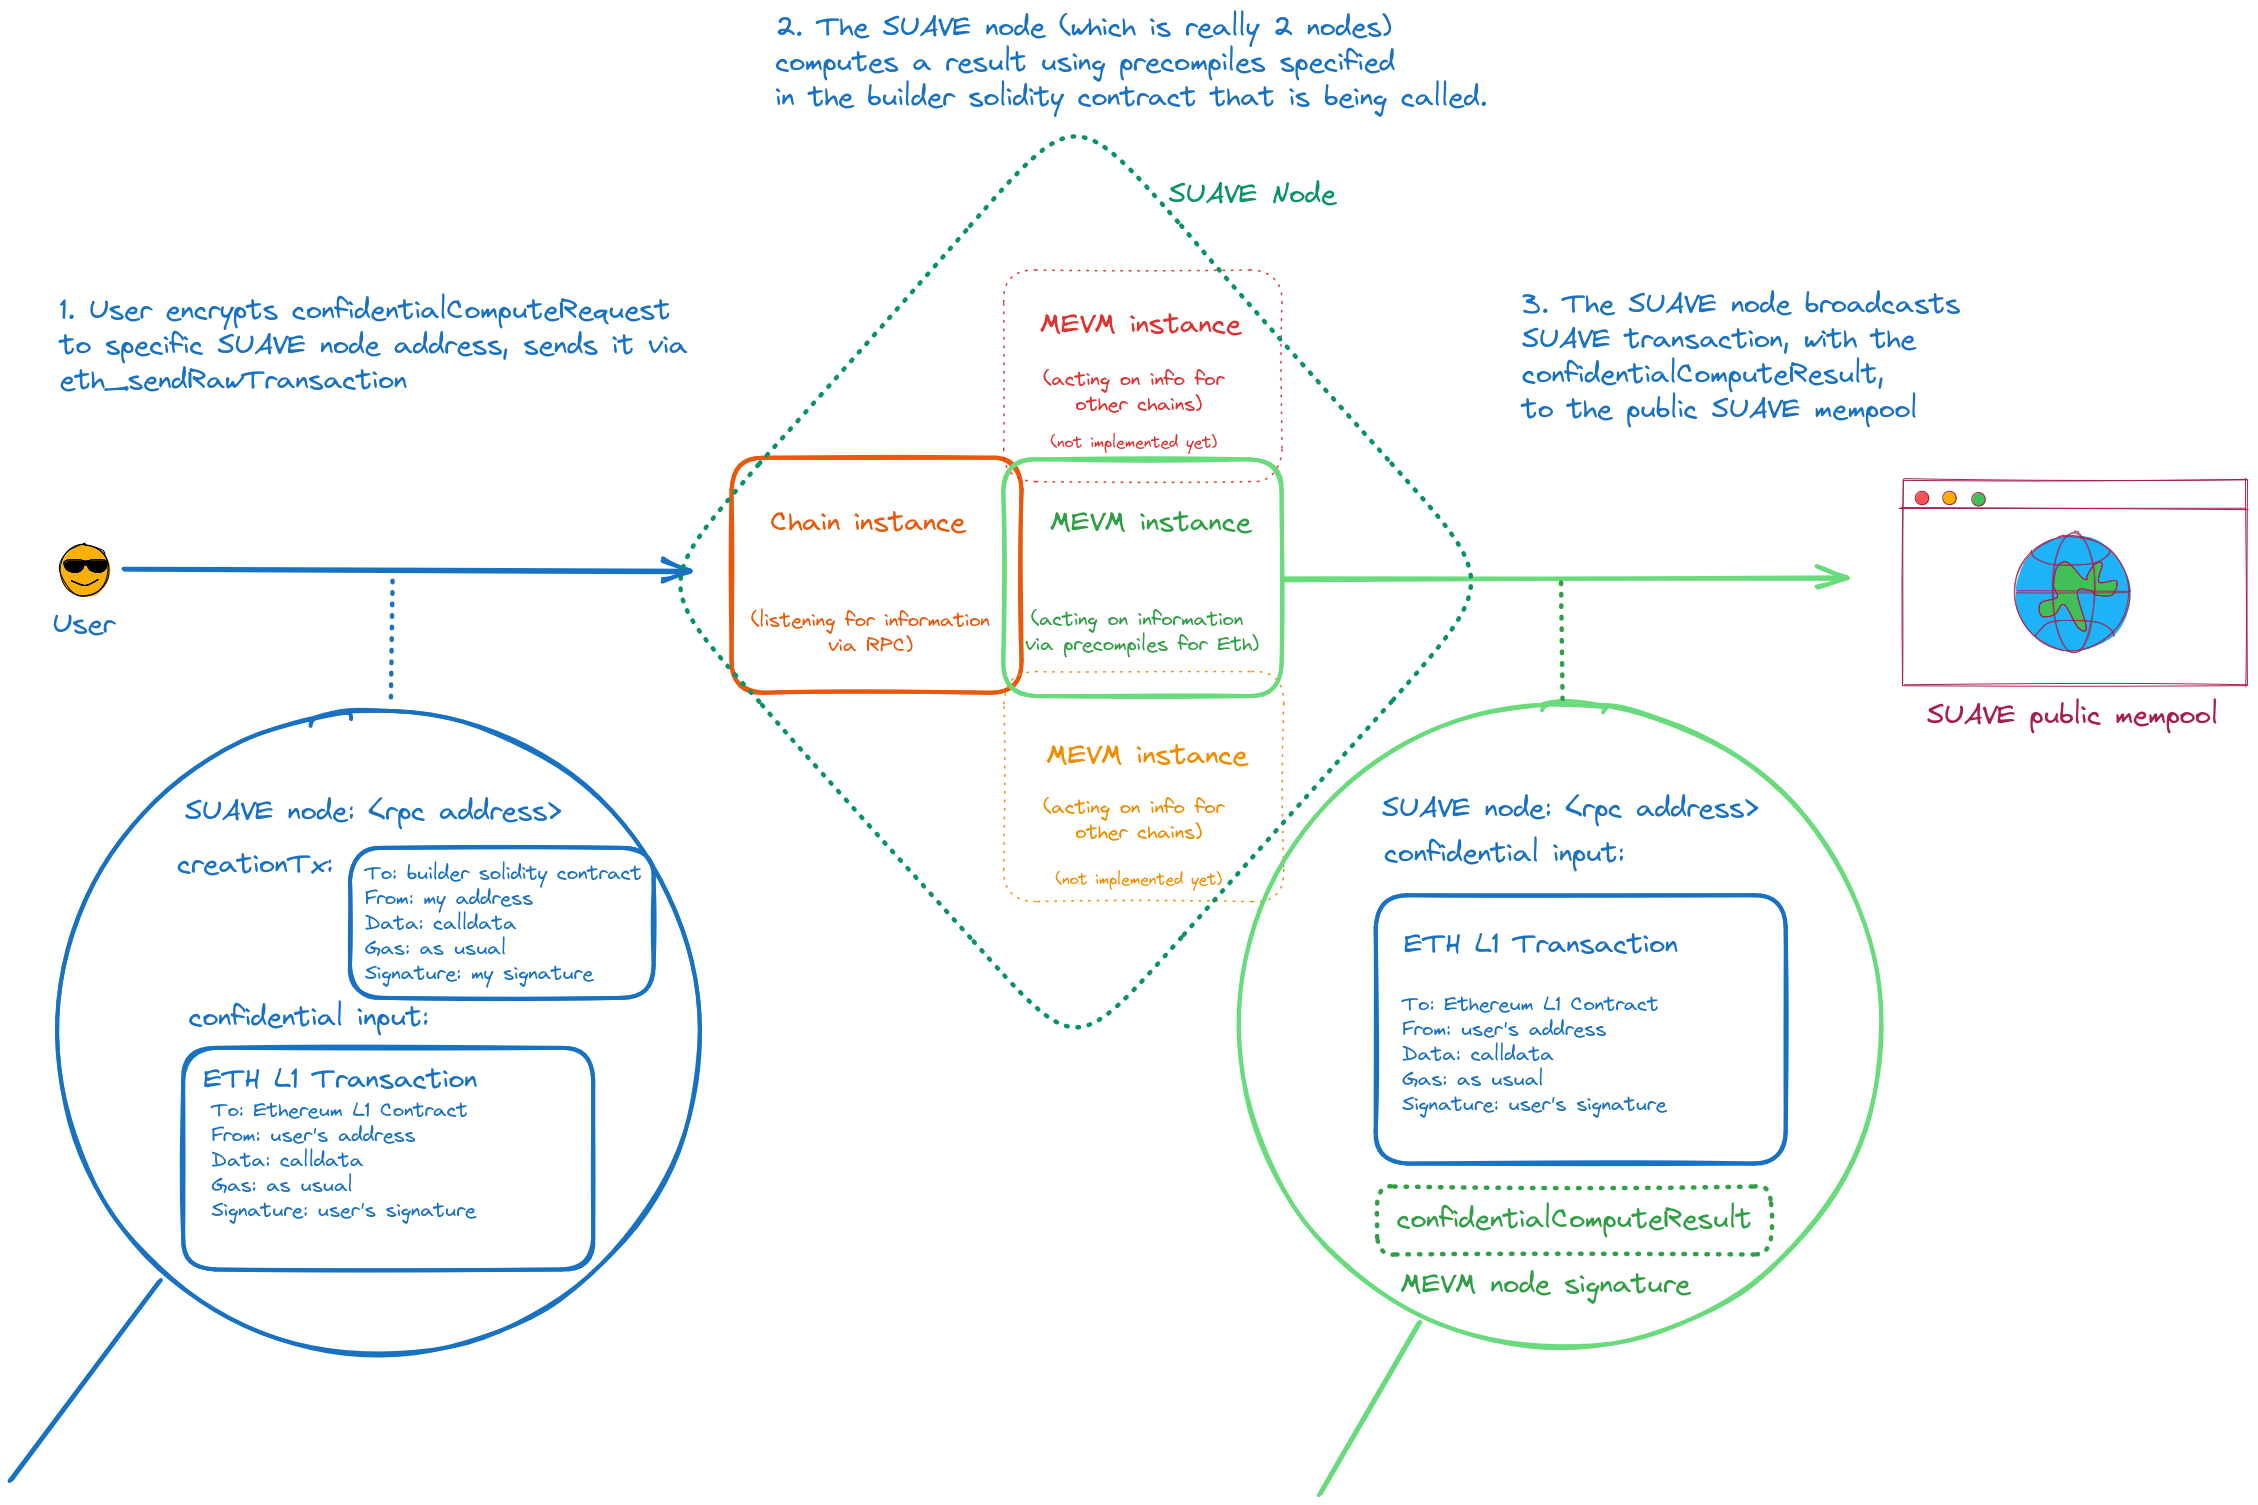 2. The SUAVE node (which is really 2 nodes)
computes a result using precompiles specified
in the builder solidity contract that is being called.
SUAVE Node
1. User encrypts confidentialComputeRequest
to specific SUAVE node address, sends it via
eth_sendRawTransaction
MEVM instance
(acting on info for
other chains)
(not implemented yet)
3. The SUAVE node broadcasts
SUAVE transaction, with the
confidentialComputeResult,
to the public SUAVE mempool
User
Chain instance
(listening for information
via RPC)
MEVM instance
(acting on information
via precompiles for Eth)
SUAVE public mempool
MEVM instance
(acting on info for
other chains)
(not implemented yet)
SUAVE node: <rpc address>
creationTx:
To: builder solidity contract
From: my address
Data: calldata
Gas: as usual
Signature: my signature
confidential input:
ETH L1 Transaction
To: Ethereum L1 Contract
From: user's address
Data: calldata
Gas: as usual
Signature: user's signature
SUAVE node: <rpc address>
confidential input:
ETH L1 Transaction
To: Ethereum L1 Contract
From: user's address
Data: calldata
Gas: as usual
Signature: user's signature
confidentialComputeResult
MEVM node signature